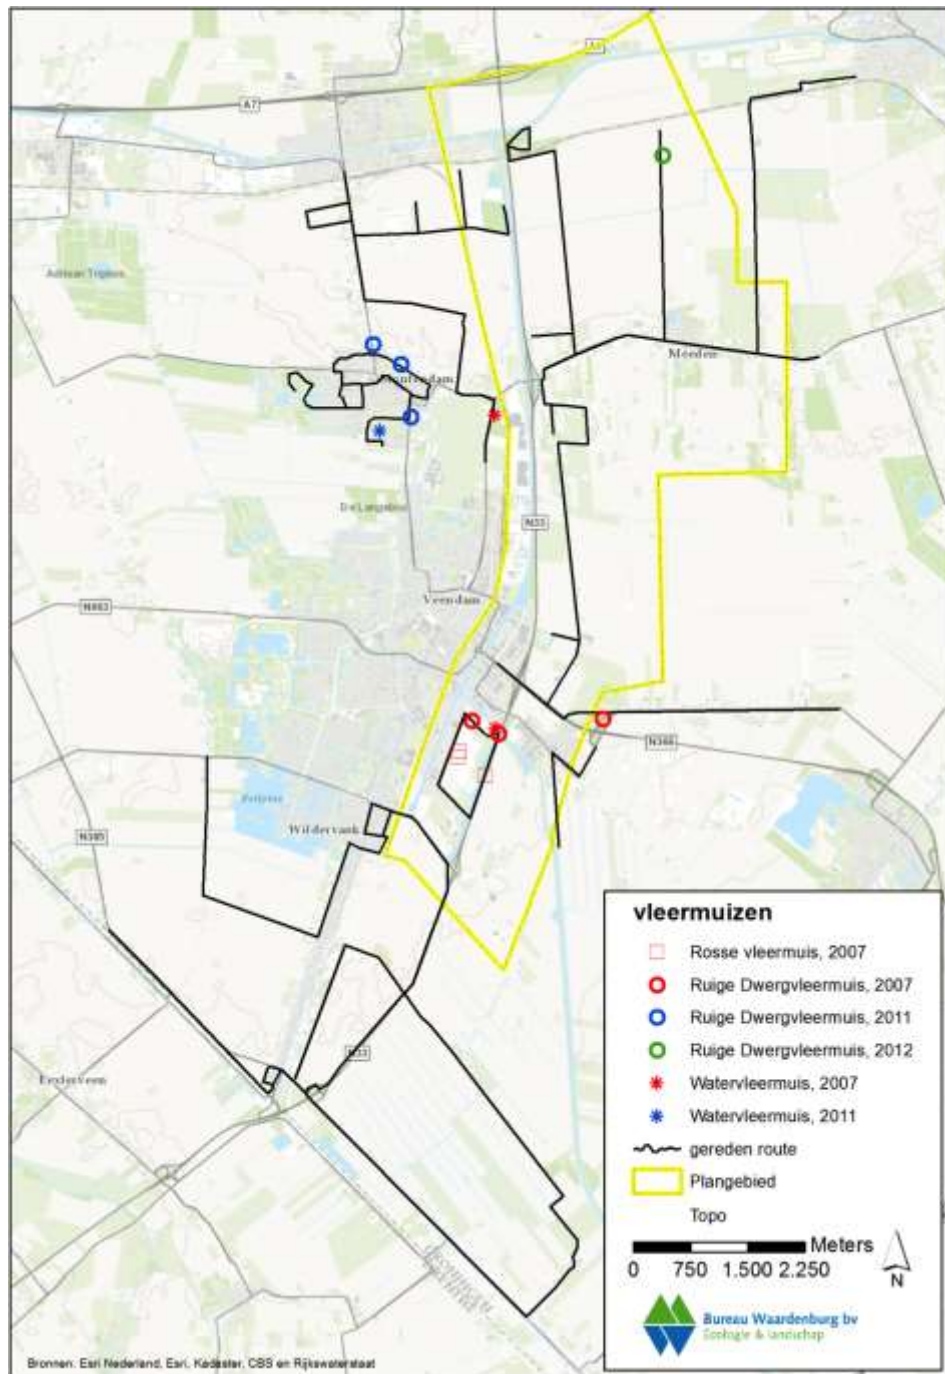 A7
Meeden
N33
Veendam
N366
Wildervank
N33
vleermuizen
Rosse vleermuis, 2007
Ruige Dwergvleermuis, 2007
Ruige Dwergvleermuis, 2011
Ruige Dwergvleermuis, 2012
Watervleermuis, 2007
Watervleermuis, 2011
gereden route
Plangebied
Topo
Meters
0 750 1.500 2.250
N
Bureau Waardenburg bv
Ecologie & landschap
Bronnen: Esri Nederland, Esri, Kadaster, CBS en Rijkswaterstaat